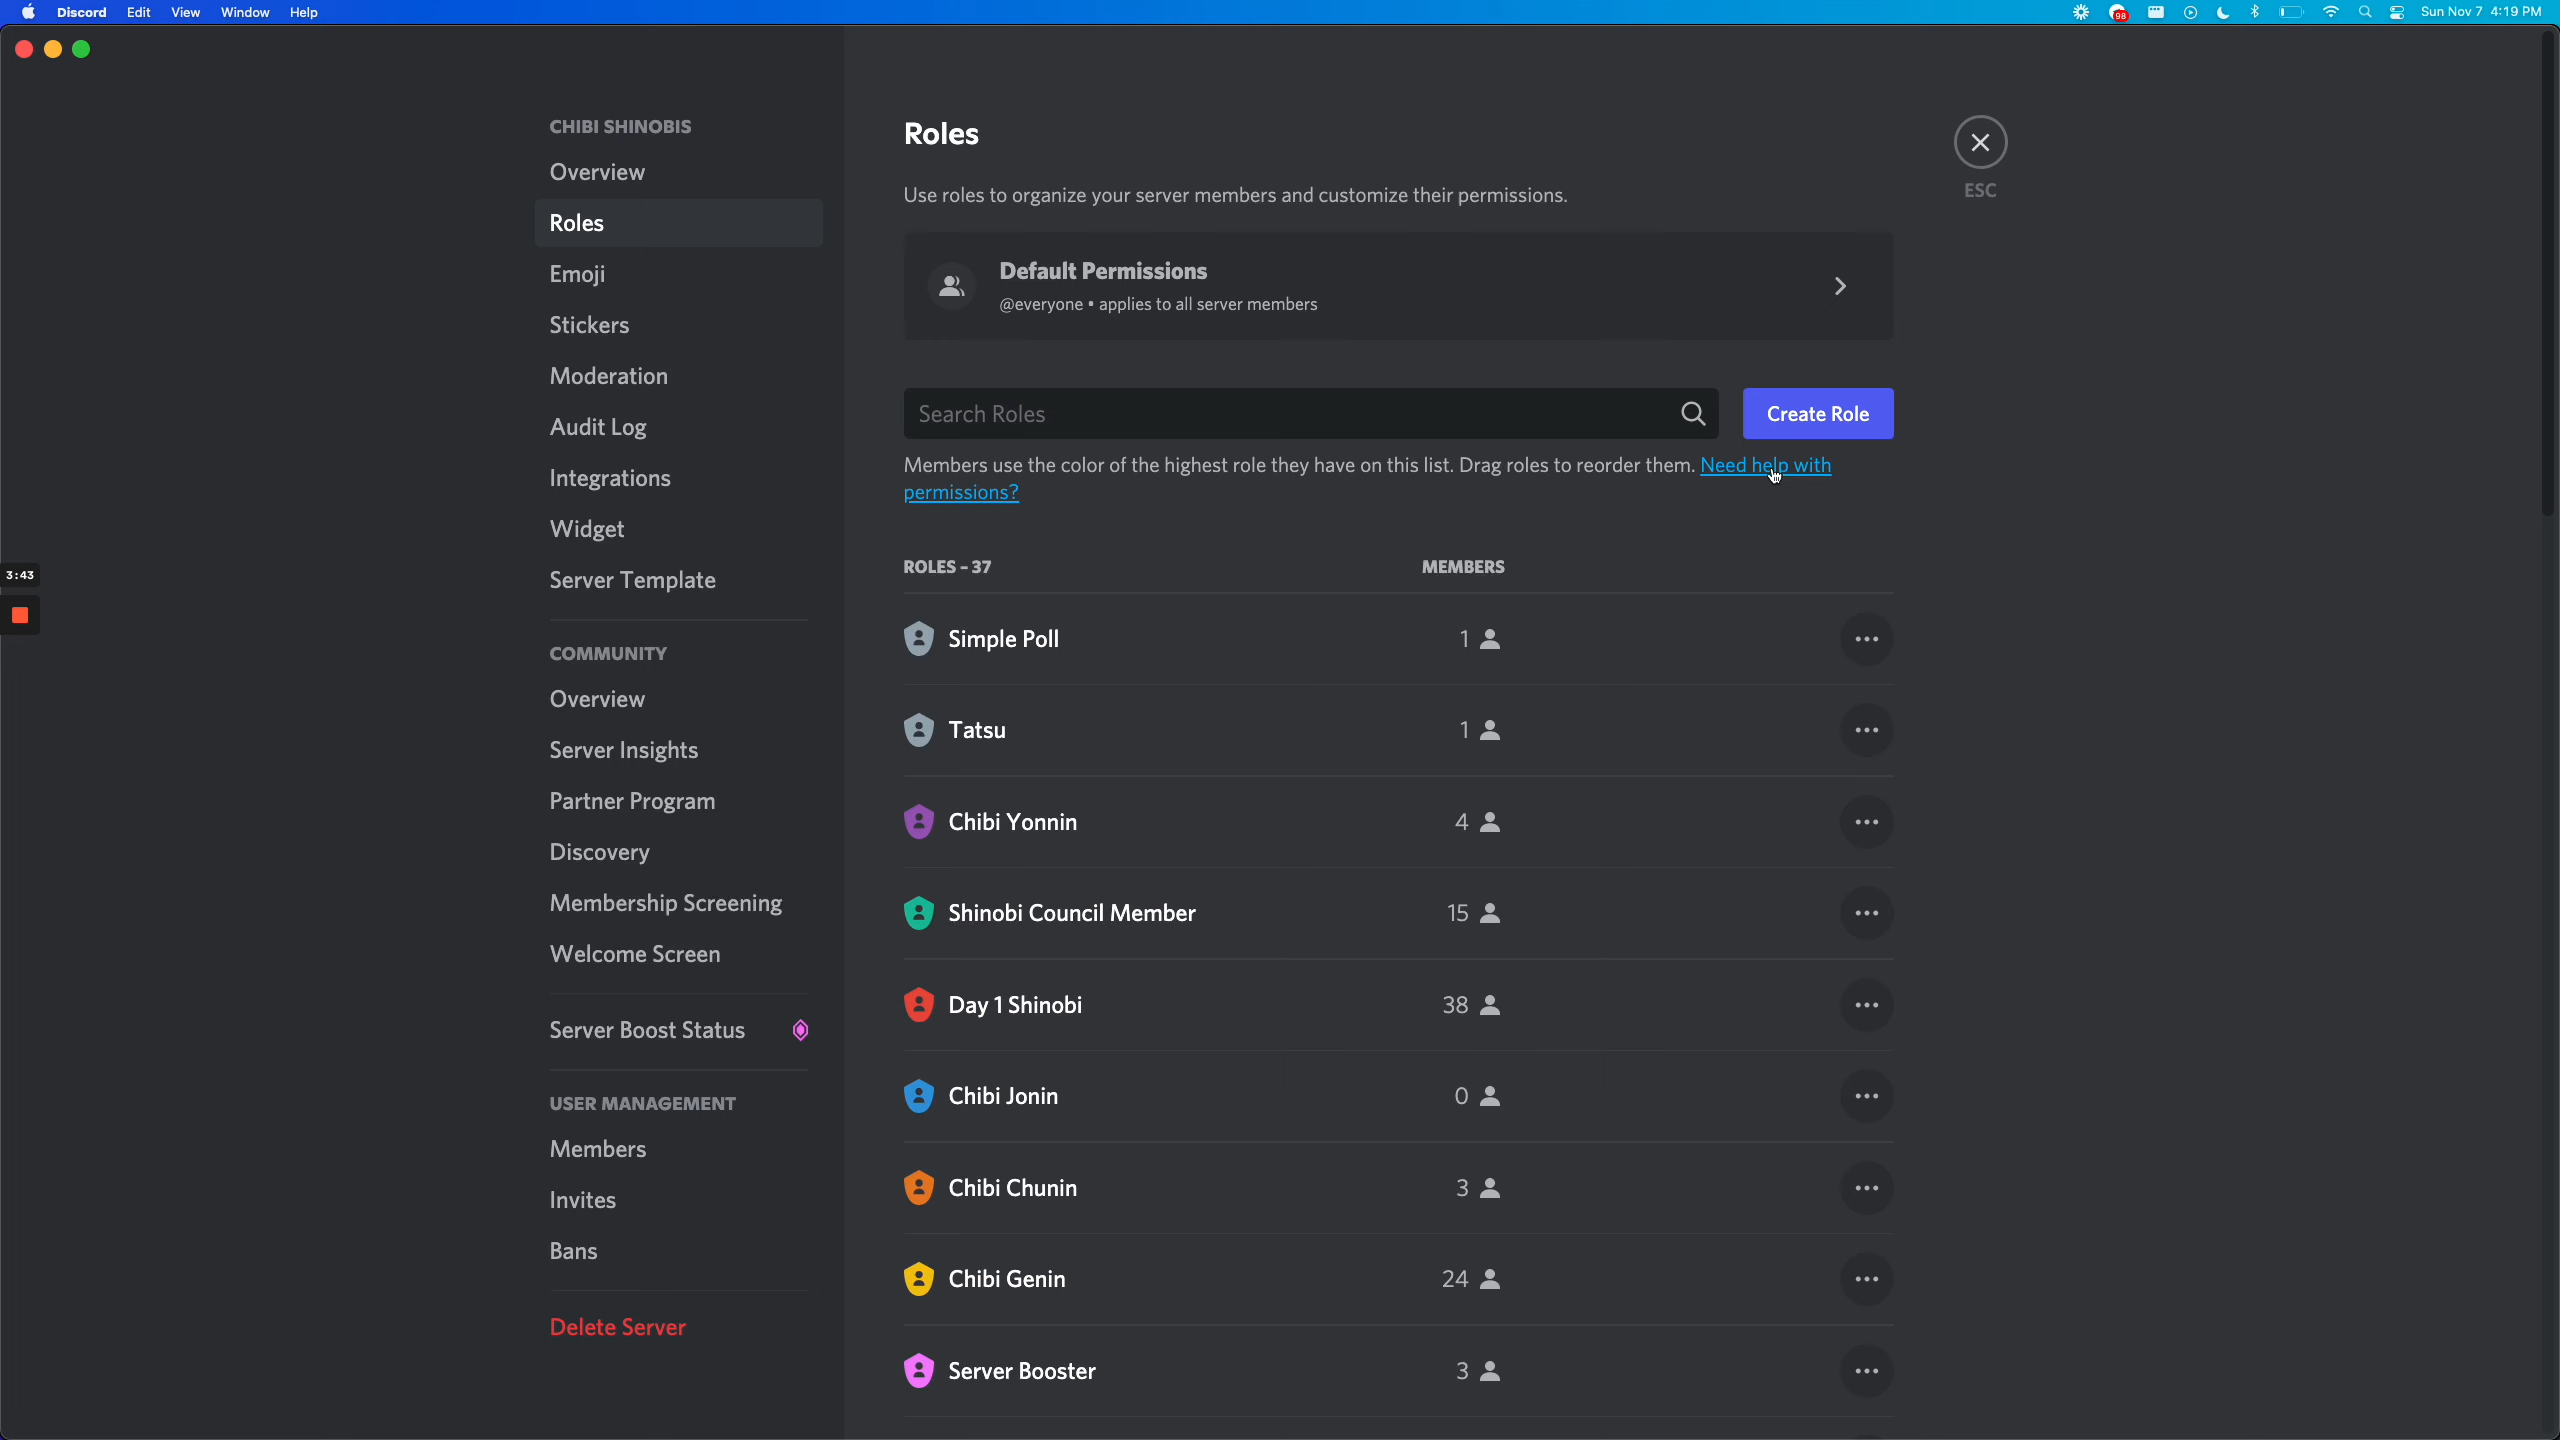 Discord Edit View Window Help
98
Sun Nov 7 4:19 PM
CHIBI SHINOBIS
Overview
Roles
Emoji
Stickers
Moderation
Audit Log
Integrations
Widget
Server Template
COMMUNITY
Overview
Server Insights
Partner Program
Discovery
Membership Screening
Welcome Screen
Server Boost Status
USER MANAGEMENT
Members
Invites
Bans
Delete Server
3:43
Roles
Use roles to organize your server members and customize their permissions.
ESC
Default Permissions
@everyone • applies to all server members
Search Roles
Create Role
Members use the color of the highest role they have on this list. Drag roles to reorder them. Need help with
permissions?
ROLES – 37 MEMBERS
Simple Poll 1
Tatsu 1
Chibi Yonnin 4
Shinobi Council Member 15
Day 1 Shinobi 38
Chibi Jonin 0
Chibi Chunin 3
Chibi Genin 24
Server Booster 3